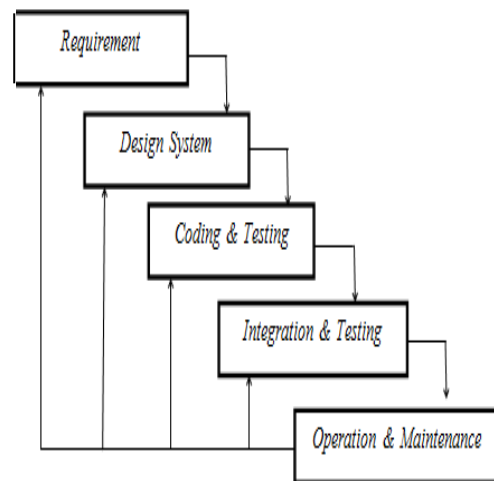 Requirement
Design System
Coding & Testing
Integration & Testing
Operation & Maintenance